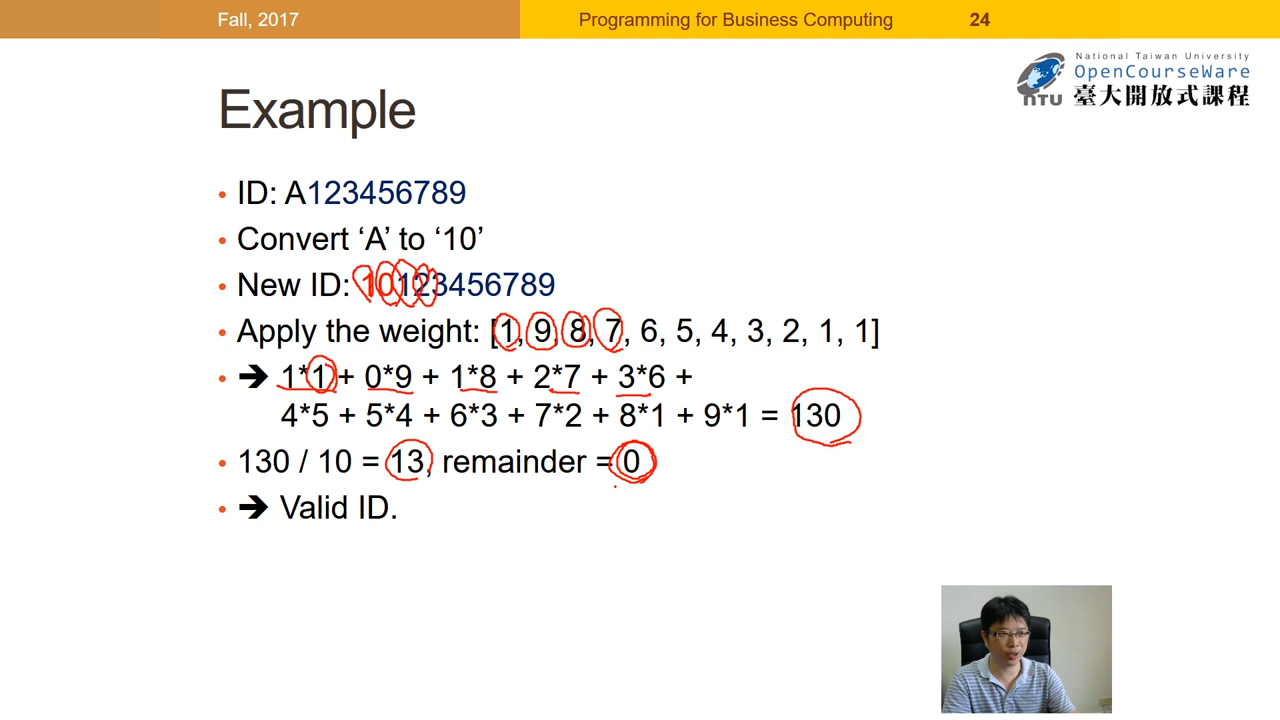 Fall, 2017
Programming for Business Computing
24
National Taiwan University
OpenCourseWare
NTU 臺大開放式課程
Example
• ID: A123456789
• Convert ‘A’ to ‘10’
• New ID: 10123456789
• Apply the weight: [1, 9, 8, 7, 6, 5, 4, 3, 2, 1, 1]
• ➔ 1*1 + 0*9 + 1*8 + 2*7 + 3*6 +
4*5 + 5*4 + 6*3 + 7*2 + 8*1 + 9*1 = 130
• 130 / 10 = 13, remainder = 0
• ➔ Valid ID.